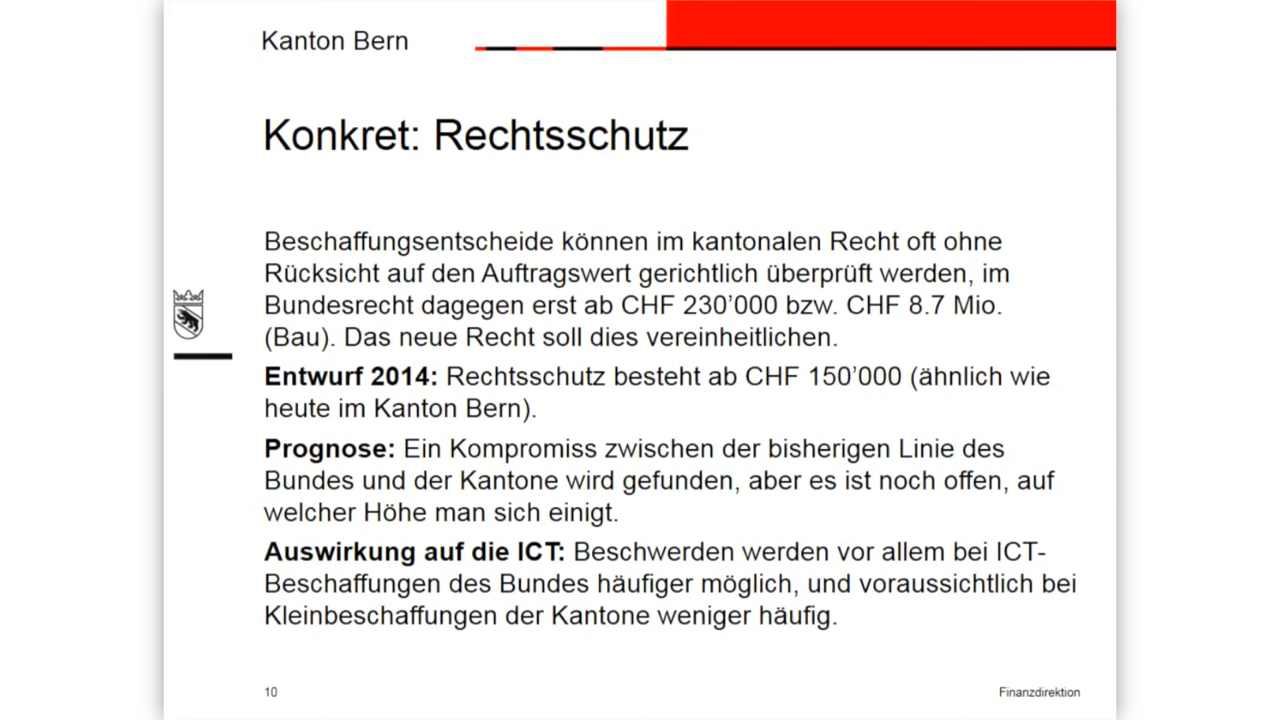 Kanton Bern
Konkret: Rechtsschutz
Beschaffungsentscheide können im kantonalen Recht oft ohne
Rücksicht auf den Auftragswert gerichtlich überprüft werden, im
Bundesrecht dagegen erst ab CHF 230’000 bzw. CHF 8.7 Mio.
(Bau). Das neue Recht soll dies vereinheitlichen.
Entwurf 2014: Rechtsschutz besteht ab CHF 150’000 (ähnlich wie
heute im Kanton Bern).
Prognose: Ein Kompromiss zwischen der bisherigen Linie des
Bundes und der Kantone wird gefunden, aber es ist noch offen, auf
welcher Höhe man sich einigt.
Auswirkung auf die ICT: Beschwerden werden vor allem bei ICT-
Beschaffungen des Bundes häufiger möglich, und voraussichtlich bei
Kleinbeschaffungen der Kantone weniger häufig.
10
Finanzdirektion